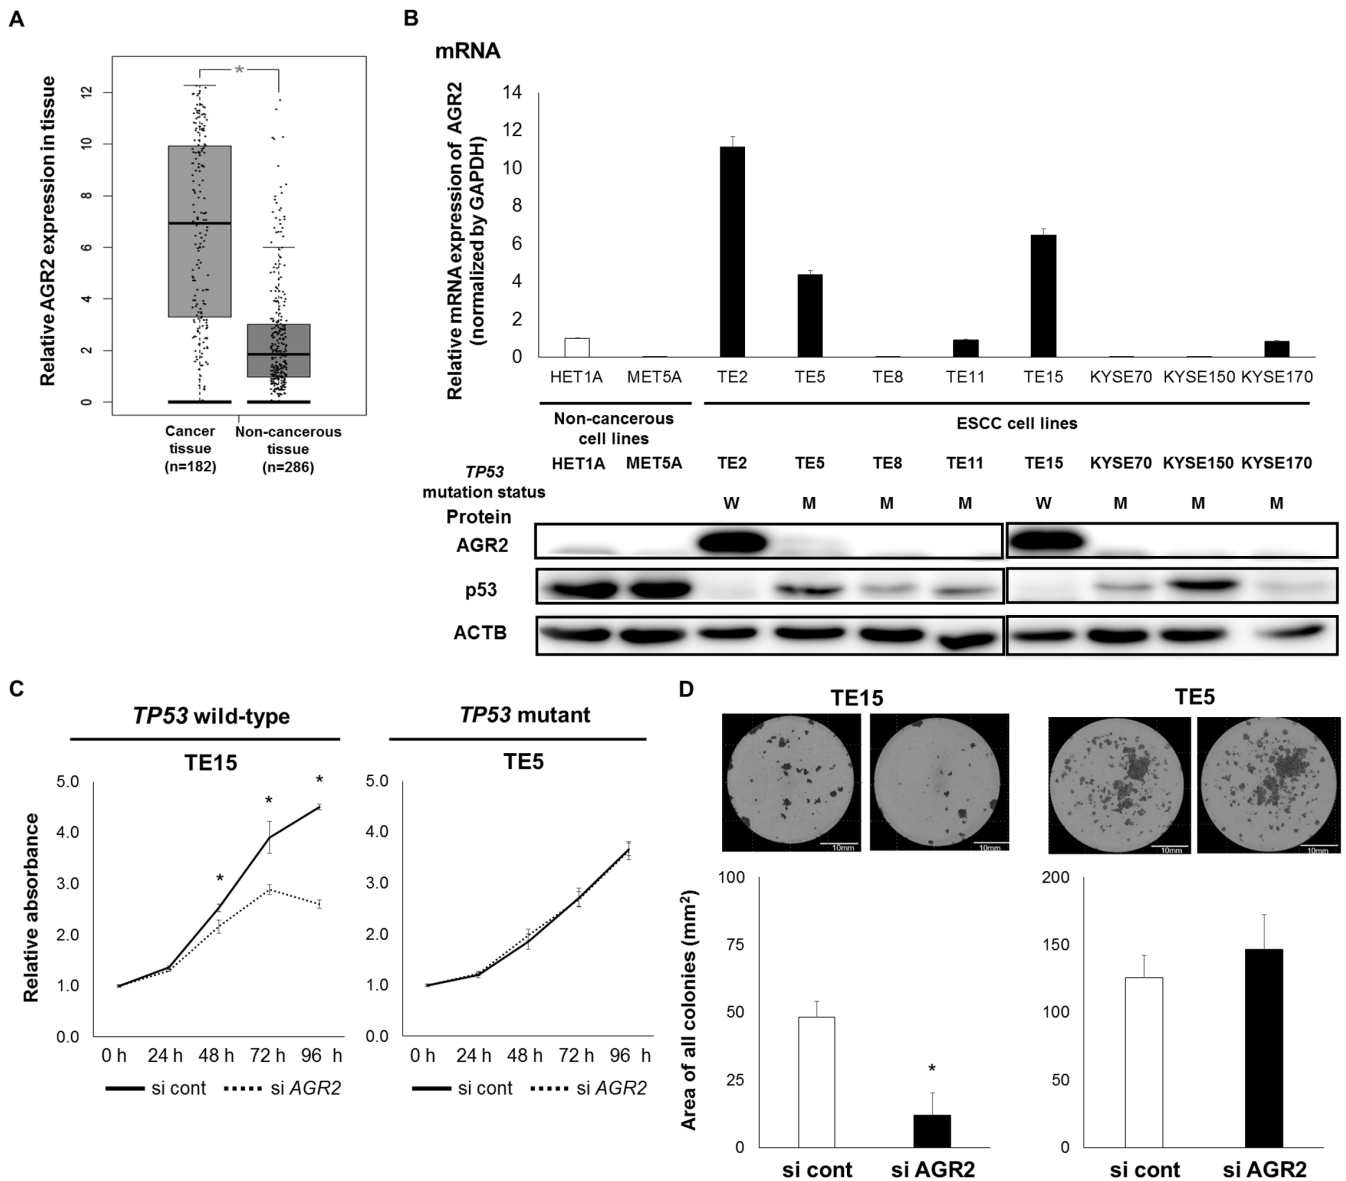 A
Relative AGR2 expression in tissue
12
10
8
6
4
2
0
*
Cancer tissue (n=182)
Non-cancerous tissue (n=286)
B
mRNA
Relative mRNA expression of AGR2
(normalized by GAPDH)
14
12
10
8
6
4
2
0
HET1A MET5A TE2 TE5 TE8 TE11 TE15 KYSE70 KYSE150 KYSE170
Non-cancerous
cell lines
ESCC cell lines
HET1A MET5A TE2 TE5 TE8 TE11 TE15 KYSE70 KYSE150 KYSE170
TP53
mutation status
W M M M W M M M
Protein
AGR2
p53
ACTB
C
TP53 wild-type
TE15
Relative absorbance
5.0
4.0
3.0
2.0
1.0
0.0
* * *
0 h 24 h 48 h 72 h 96 h
si cont si AGR2
TP53 mutant
TE5
5.0
4.0
3.0
2.0
1.0
0.0
0 h 24 h 48 h 72 h 96 h
si cont si AGR2
D
TE15
10mm 10mm
Area of all colonies (mm2)
100
75
50
25
0
*
si cont si AGR2
TE5
10mm 10mm
200
150
100
50
0
si cont si AGR2